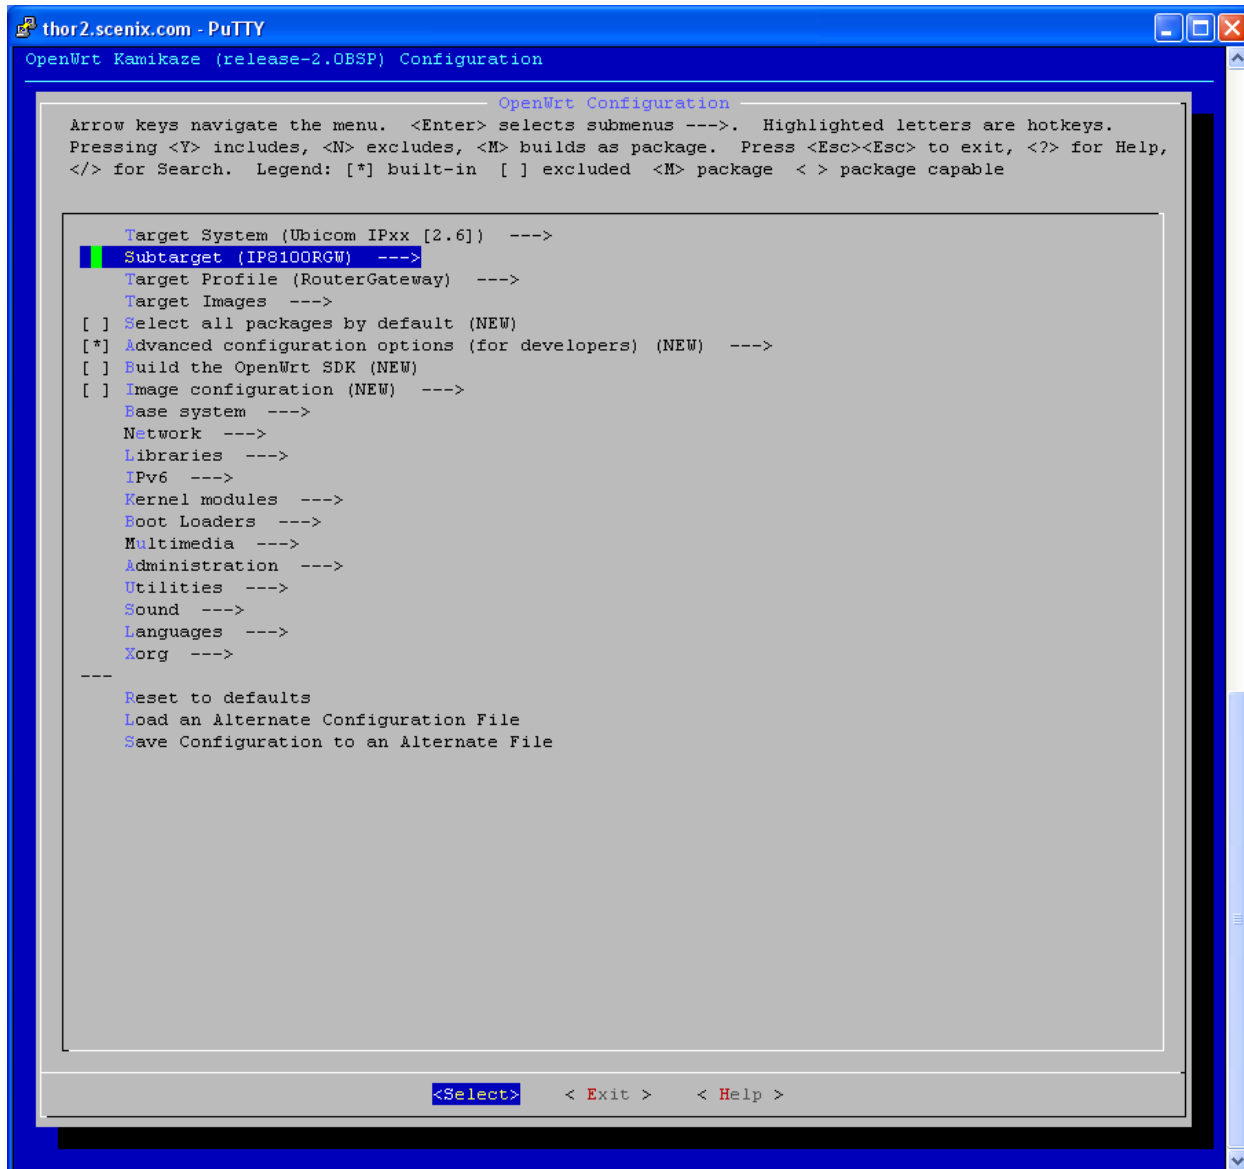 thor2.scenix.com - PuTTY
OpenWrt Kamikaze (release-2.0BSP) Configuration
OpenWrt Configuration
Arrow keys navigate the menu.  <Enter> selects submenus --->.  Highlighted letters are hotkeys.
Pressing <Y> includes, <N> excludes, <M> builds as package.  Press <Esc><Esc> to exit, <?> for Help,
</> for Search.  Legend: [*] built-in  [ ] excluded  <M> package  < > package capable
Target System (Ubicom IPxx [2.6])  --->
Subtarget (IP8100RGW)  --->
Target Profile (RouterGateway)  --->
Target Images  --->
[ ] Select all packages by default (NEW)
[*] Advanced configuration options (for developers) (NEW)  --->
[ ] Build the OpenWrt SDK (NEW)
[ ] Image configuration (NEW)  --->
Base system  --->
Network  --->
Libraries  --->
IPv6  --->
Kernel modules  --->
Boot Loaders  --->
Multimedia  --->
Administration  --->
Utilities  --->
Sound  --->
Languages  --->
Xorg  --->
---
Reset to defaults
Load an Alternate Configuration File
Save Configuration to an Alternate File
<Select>    < Exit >    < Help >